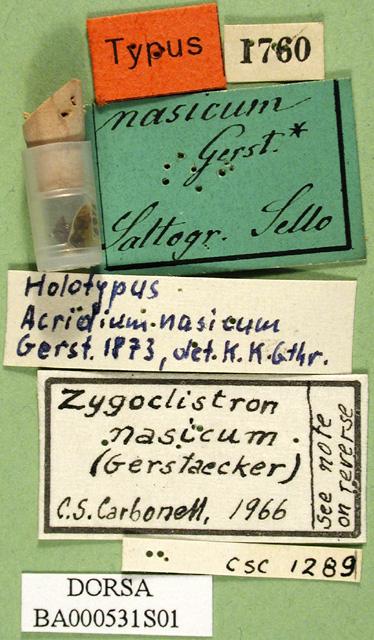 Typus
1760
nasicum
Gerst.*
Saltogr. Sello
Holotypus
Acridium nasicum
Gerst. 1873, det. K. K. Gthr.
Zygoclistron
nasicum.
(Gerstaecker)
C.S. Carbonell, 1966
see note
on reverse
CSC 1289
DORSA
BA000531S01